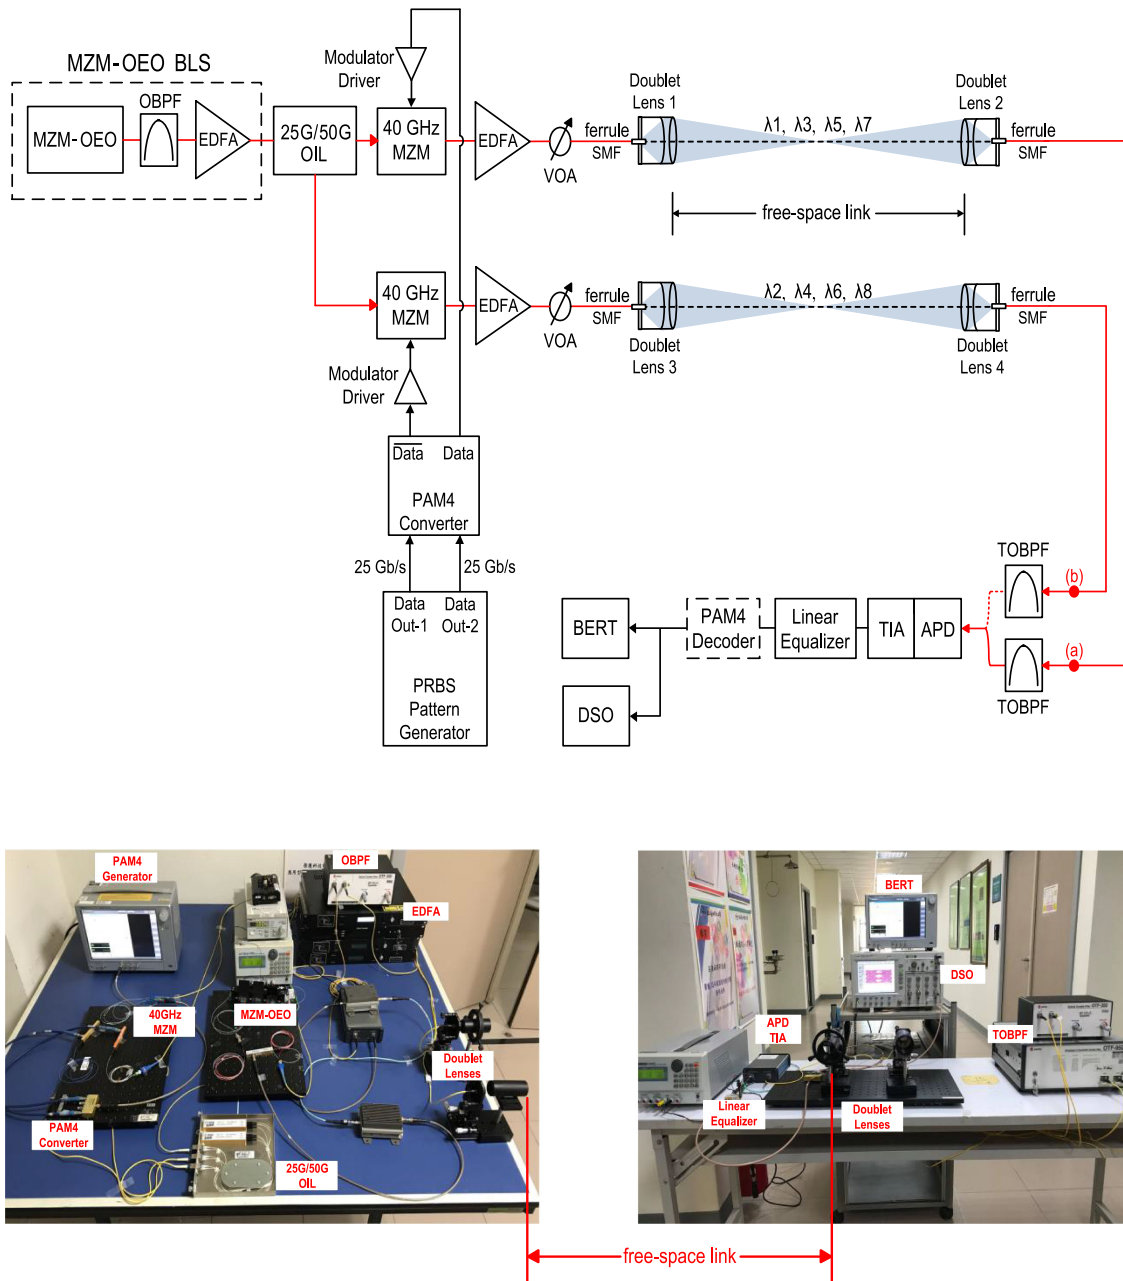 MZM-OEO BLS
OBPF
MZM-OEO
EDFA
25G/50G
OIL
Modulator
Driver
40 GHz
MZM
EDFA
VOA
ferrule
SMF
Doublet
Lens 1
λ1, λ3, λ5, λ7
Doublet
Lens 2
ferrule
SMF
free-space link
40 GHz
MZM
EDFA
VOA
ferrule
SMF
Doublet
Lens 3
λ2, λ4, λ6, λ8
Doublet
Lens 4
ferrule
SMF
Modulator
Driver
Data Data
PAM4
Converter
25 Gb/s 25 Gb/s
Data Data
Out-1 Out-2
PRBS
Pattern
Generator
BERT
DSO
PAM4
Decoder
Linear
Equalizer
TIA APD
TOBPF
(b)
(a)
TOBPF
PAM4
Generator
OBPF
EDFA
40GHz
MZM
MZM-OEO
Doublet
Lenses
PAM4
Converter
25G/50G
OIL
BERT
DSO
APD
TIA
TOBPF
Linear
Equalizer
Doublet
Lenses
free-space link